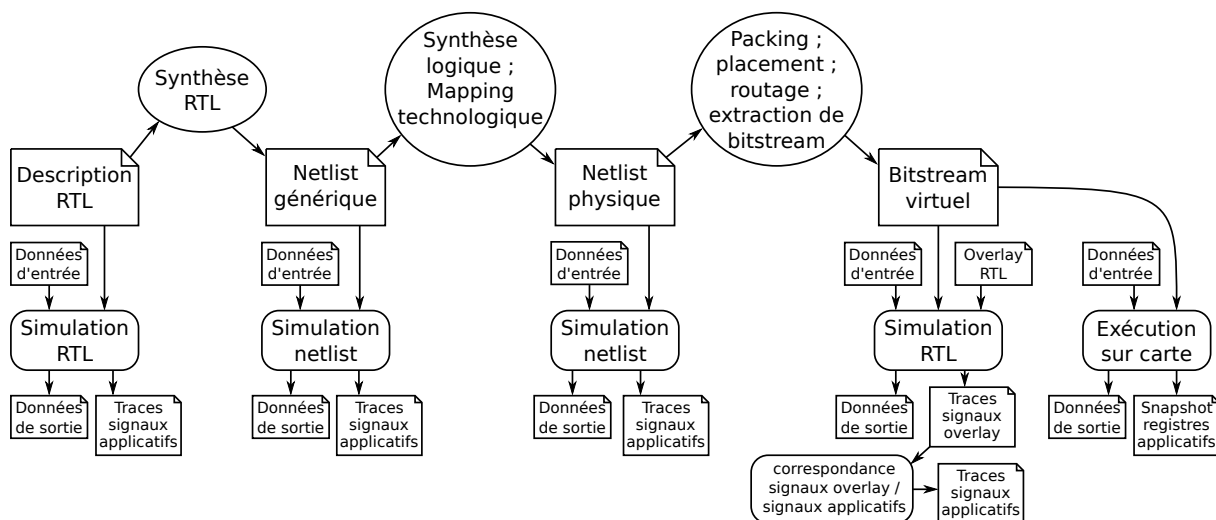 Synthèse
RTL
Synthèse
logique ;
Mapping
technologique
Packing ;
placement ;
routage ;
extraction de
bitstream
Description
RTL
Netlist
générique
Netlist
physique
Bitstream
virtuel
Données
d'entrée
Données
d'entrée
Données
d'entrée
Données
d'entrée
Overlay
RTL
Données
d'entrée
Simulation
RTL
Simulation
netlist
Simulation
netlist
Simulation
RTL
Exécution
sur carte
Données
de sortie
Traces
signaux
applicatifs
Données
de sortie
Traces
signaux
applicatifs
Données
de sortie
Traces
signaux
applicatifs
Données
de sortie
Traces
signaux
overlay
Données
de sortie
Snapshot
registres
applicatifs
correspondance
signaux overlay /
signaux applicatifs
Traces
signaux
applicatifs